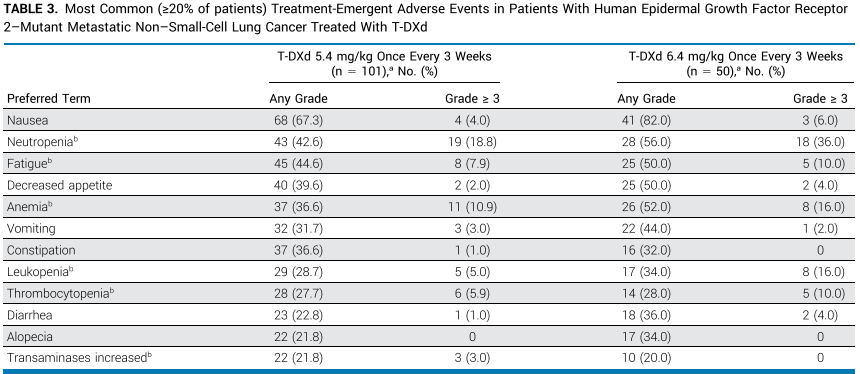 TABLE 3. Most Common (≥20% of patients) Treatment-Emergent Adverse Events in Patients With Human Epidermal Growth Factor Receptor
2–Mutant Metastatic Non–Small-Cell Lung Cancer Treated With T-DXd
T-DXd 5.4 mg/kg Once Every 3 Weeks (n = 101),ᵃ No. (%) T-DXd 6.4 mg/kg Once Every 3 Weeks (n = 50),ᵃ No. (%)
Preferred Term Any Grade Grade ≥ 3 Any Grade Grade ≥ 3
Nausea 68 (67.3) 4 (4.0) 41 (82.0) 3 (6.0)
Neutropeniaᵇ 43 (42.6) 19 (18.8) 28 (56.0) 18 (36.0)
Fatigueᵇ 45 (44.6) 8 (7.9) 25 (50.0) 5 (10.0)
Decreased appetite 40 (39.6) 2 (2.0) 25 (50.0) 2 (4.0)
Anemiaᵇ 37 (36.6) 11 (10.9) 26 (52.0) 8 (16.0)
Vomiting 32 (31.7) 3 (3.0) 22 (44.0) 1 (2.0)
Constipation 37 (36.6) 1 (1.0) 16 (32.0) 0
Leukopeniaᵇ 29 (28.7) 5 (5.0) 17 (34.0) 8 (16.0)
Thrombocytopeniaᵇ 28 (27.7) 6 (5.9) 14 (28.0) 5 (10.0)
Diarrhea 23 (22.8) 1 (1.0) 18 (36.0) 2 (4.0)
Alopecia 22 (21.8) 0 17 (34.0) 0
Transaminases increasedᵇ 22 (21.8) 3 (3.0) 10 (20.0) 0